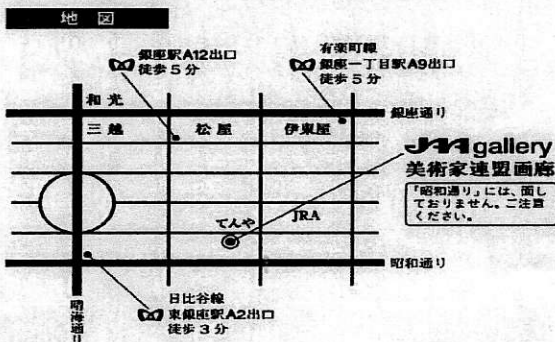 地図
銀座駅A12出口
徒歩5分
有楽町線
銀座一丁目駅A9出口
徒歩5分
和光
銀座通り
三越
松屋
伊東屋
JAA gallery
美術家連盟画廊
「昭和通り」には、面し
ておりません。ご注意
ください。
てんや
JRA
昭和通り
晴海通り
日比谷線
東銀座駅A2出口
徒歩3分